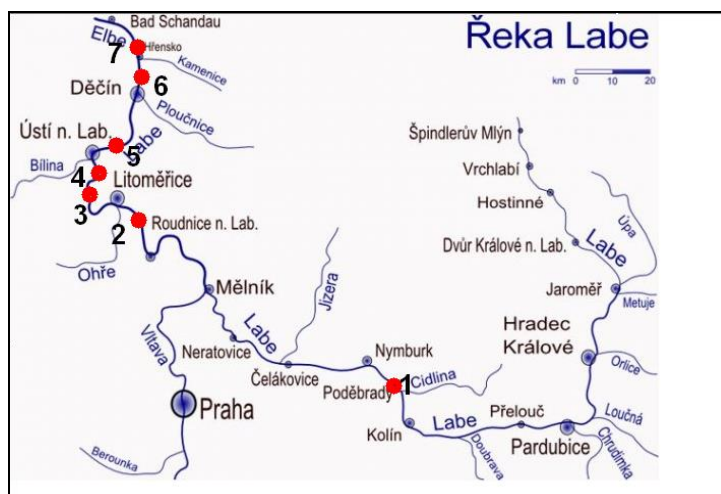 Řeka Labe
km 0 10 20
Bad Schandau
Elbe
7
Hřensko
Kamenice
6
Děčín
Ploučnice
Ústí n. Lab.
5
Labe
Bílina
4
Litoměřice
3
2
Roudnice n. Lab.
Ohře
Mělník
Vltava
Labe
Jizera
Neratovice
Čelákovice
Nymburk
1
Cidlina
Poděbrady
Praha
Berounka
Kolín
Labe
Doubrava
Přelouč
Pardubice
Chrudimka
Loučná
Orlice
Hradec
Králové
Metuje
Jaroměř
Úpa
Labe
Dvůr Králové n. Lab.
Hostinné
Vrchlabí
Špindlerův Mlýn